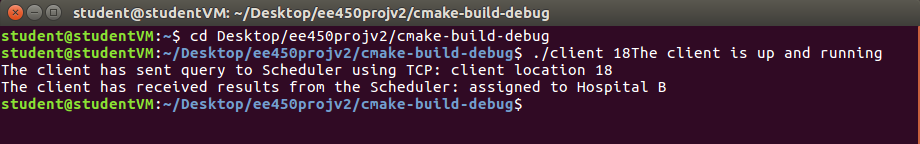 student@studentVM: ~/Desktop/ee450projv2/cmake-build-debug
student@studentVM:~$ cd Desktop/ee450projv2/cmake-build-debug
student@studentVM:~/Desktop/ee450projv2/cmake-build-debug$ ./client 18The client is up and running
The client has sent query to Scheduler using TCP: client location 18
The client has received results from the Scheduler: assigned to Hospital B
student@studentVM:~/Desktop/ee450projv2/cmake-build-debug$